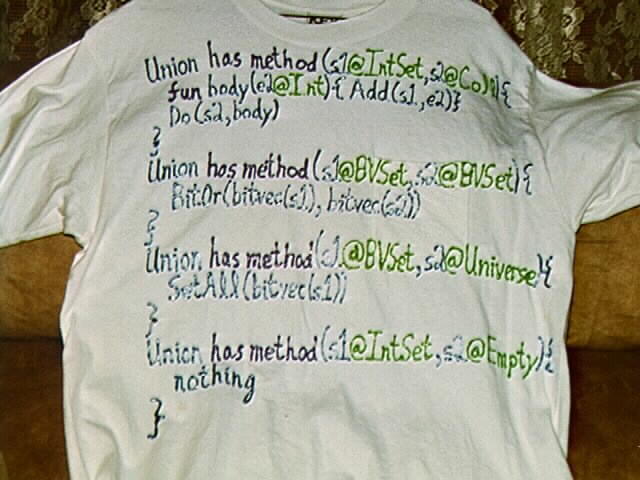 Union has method(s1@IntSet,s2@Col){
fun body(e2@Int){ Add(s1,e2)}
Do(s2,body)
}
Union has method(s1@BVSet,s2@BVSet){
BitOr(bitvec(s1), bitvec(s2))
}
Union has method(s1@BVSet,s2@Universe){
SetAll(bitvec(s1))
}
Union has method(s1@IntSet,s2@Empty){
nothing
}